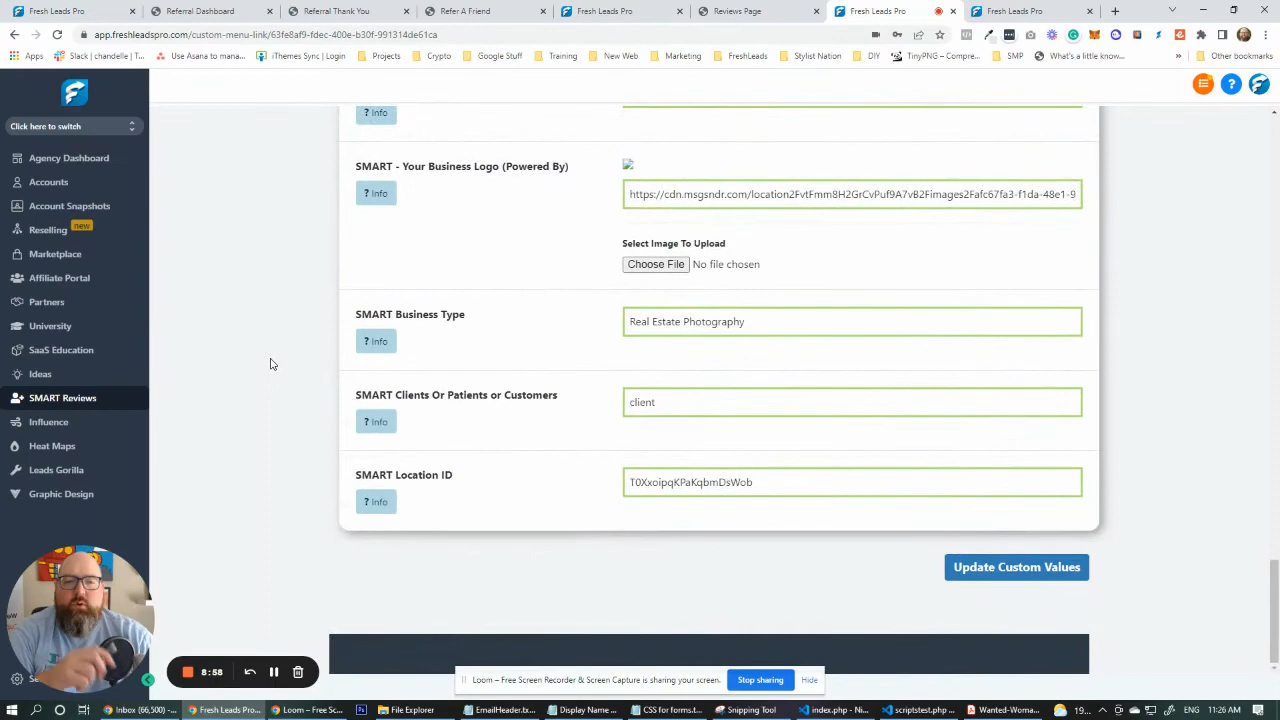 Fresh Leads Pro
Referral Dashboard
Referral Thank You
Refer A Friend
Fresh Leads Pro
Reviews Page
Fresh Leads Pro
Fresh Leads Pro
app.freshleadspro.com/custom-menu-link/63fe8af9-fdec-400e-b30f-991314de61ca
Apps
Sign in | chandelle | T...
iThemes Sync | Login
Projects
Crypto
Google Stuff
Training
New Web
Marketing
FreshLeads
Stylist Nation
DIY
TinyPNG – Compre...
SMP
What's a little know...
Other bookmarks
Click here to switch
Agency Dashboard
Accounts
Account Snapshots
Reselling new
Marketplace
Affiliate Portal
Partners
University
SaaS Education
Ideas
SMART Reviews
Influence
Heat Maps
Leads Gorilla
Graphic Design
? Info
SMART - Your Business Logo (Powered By)
? Info
https://cdn.msgsndr.com/location2FvtFmm8H2GrCvPuf9A7vB2Fimages2Fafc67fa3-f1da-48e1-9
Select Image To Upload
Choose File No file chosen
SMART Business Type
? Info
Real Estate Photography
SMART Clients Or Patients or Customers
? Info
client
SMART Location ID
? Info
T0XxoipqKPaKqbmDsWob
Update Custom Values
8:58
Loom – Free Screen Recorder & Screen Capture is sharing your screen.
Stop sharing
Hide
Inbox (66,500) -...
Fresh Leads Pro...
Loom – Free Sc...
File Explorer
EmailHeader.tx...
Display Name ...
CSS for forms.t...
Snipping Tool
index.php - Ni...
scriptstest.php ...
Wanted-Woma...
19...
11:26 AM